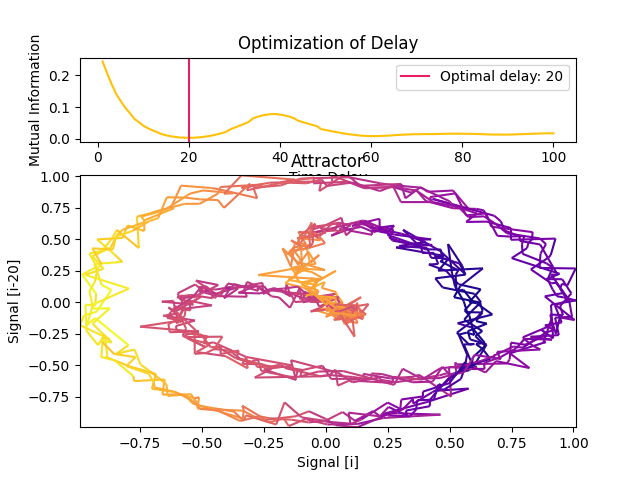 Optimization of Delay
Mutual Information
0.2
0.1
0.0
Optimal delay: 20
0 20 40 60 80 100
Attractor
Signal [i-20]
1.00
0.75
0.50
0.25
0.00
−0.25
−0.50
−0.75
−0.75 −0.50 −0.25 0.00 0.25 0.50 0.75 1.00
Signal [i]